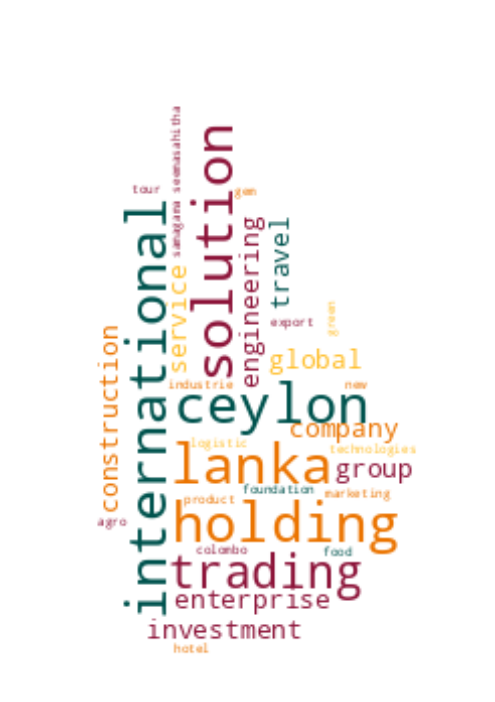 samagama seemasahitha
solution
tour
gem
international
engineering
travel
service
green
export
construction
global
industrie
new
ceylon
company
logistic
technologies
lanka
group
foundation
marketing
product
holding
agro
colombo
food
trading
enterprise
investment
hotel